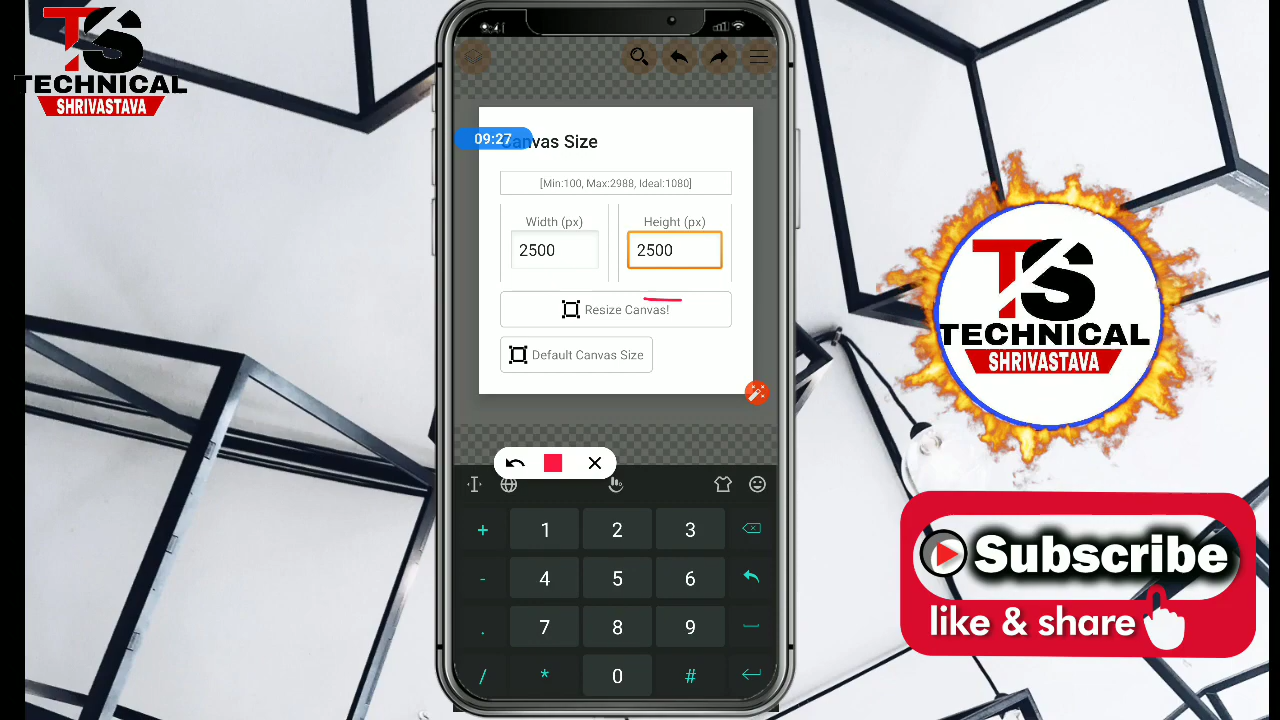 TS
TECHNICAL
SHRIVASTAVA
09:27
Canvas Size
[Min:100, Max:2988, Ideal:1080]
Width (px)
Height (px)
2500
2500
Resize Canvas!
Default Canvas Size
+ 1 2 3
- 4 5 6
. 7 8 9
/ * 0 #
TS
TECHNICAL
SHRIVASTAVA
Subscribe
like & share